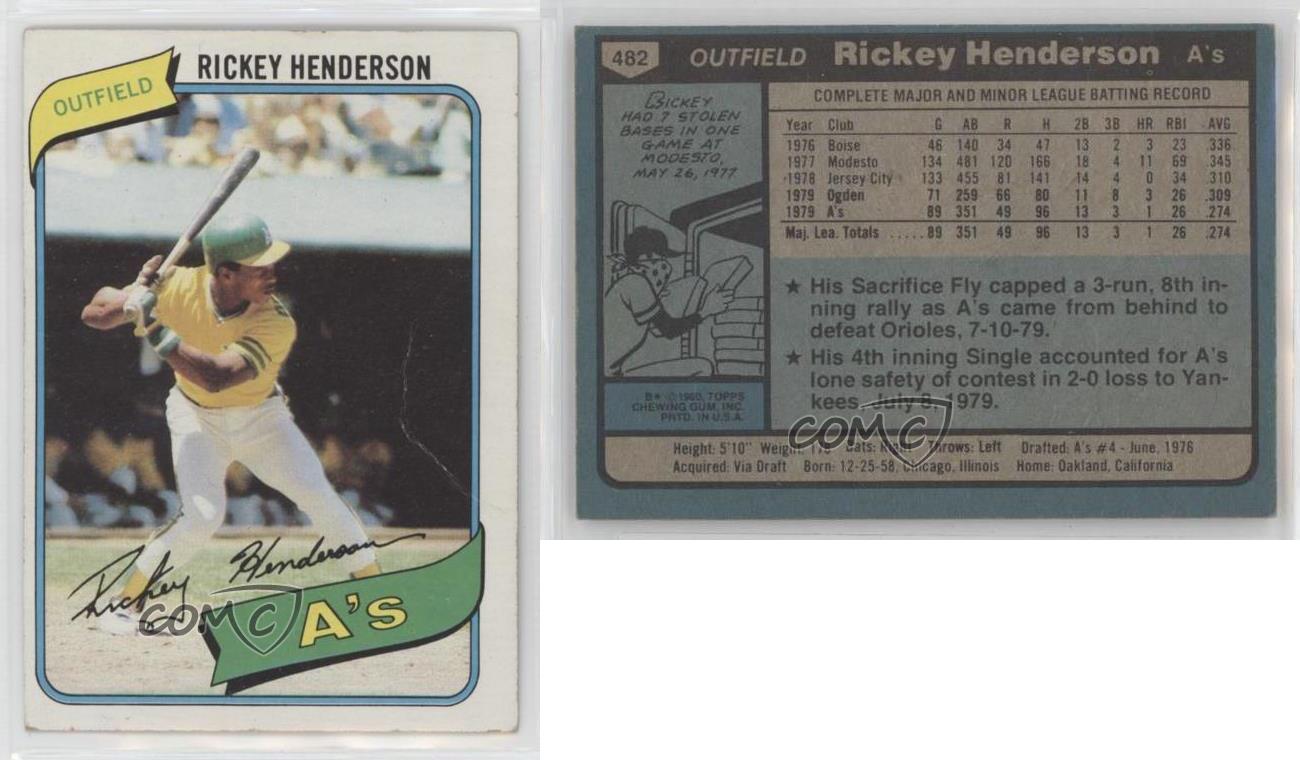 OUTFIELD
RICKEY HENDERSON
Rickey Henderson
A's
COMC
482 OUTFIELD Rickey Henderson A's
RICKEY
HAD 7 STOLEN
BASES IN ONE
GAME AT
MODESTO,
MAY 26, 1977
COMPLETE MAJOR AND MINOR LEAGUE BATTING RECORD
Year Club G AB R H 2B 3B HR RBI AVG
1976 Boise 46 140 34 47 13 2 3 23 .336
1977 Modesto 134 481 120 166 18 4 11 69 .345
1978 Jersey City 133 455 81 141 14 4 0 34 .310
1979 Ogden 71 259 66 80 11 8 3 26 .309
1979 A's 89 351 49 96 13 3 1 26 .274
Maj. Lea. Totals ..... 89 351 49 96 13 3 1 26 .274
★ His Sacrifice Fly capped a 3-run, 8th in-
ning rally as A's came from behind to
defeat Orioles, 7-10-79.
★ His 4th inning Single accounted for A's
lone safety of contest in 2-0 loss to Yan-
kees, July 8, 1979.
B* © 1980, TOPPS
CHEWING GUM, INC.
PRTD. IN U.S.A.
COMC
Height: 5'10" Weight: Bats: Right Throws: Left Drafted: A's #4 - June, 1976
Acquired: Via Draft Born: 12-25-58, Chicago, Illinois Home: Oakland, California